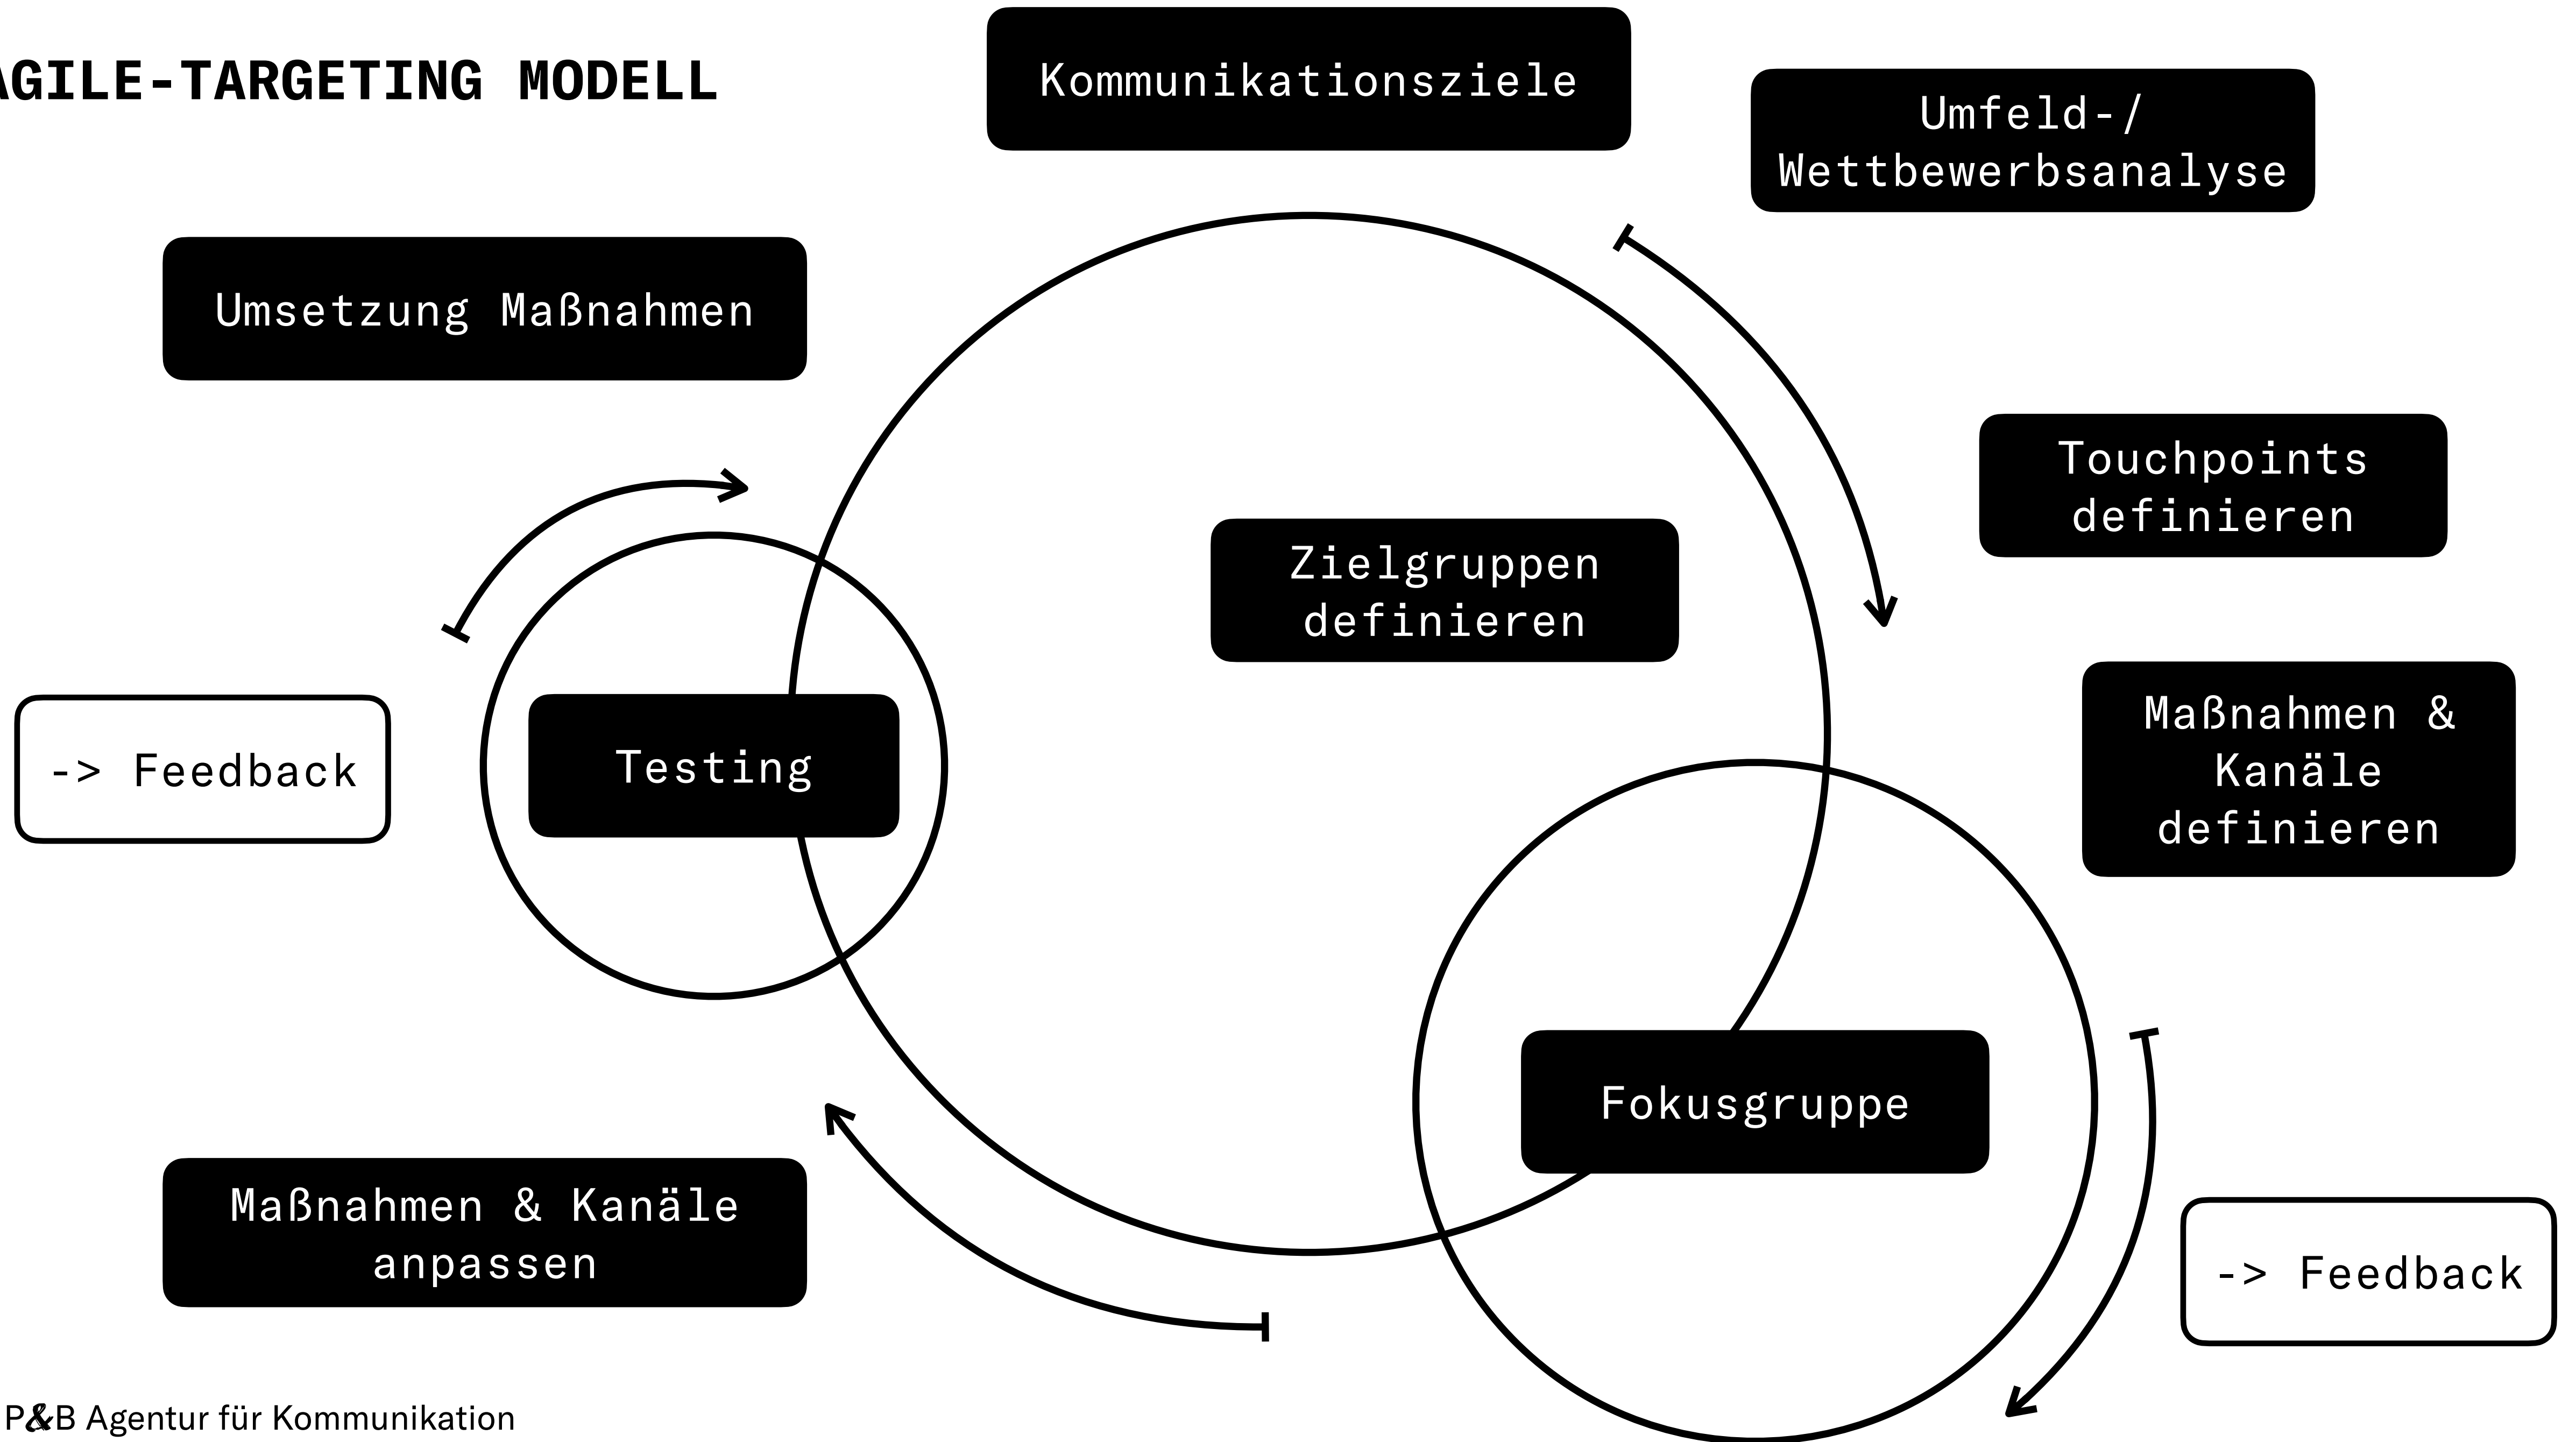 AGILE-TARGETING MODELL
Kommunikationsziele
Umfeld-/
Wettbewerbsanalyse
Umsetzung Maßnahmen
Touchpoints
definieren
Zielgruppen
definieren
-> Feedback
Testing
Maßnahmen &
Kanäle
definieren
Fokusgruppe
Maßnahmen & Kanäle
anpassen
-> Feedback
P&B Agentur für Kommunikation